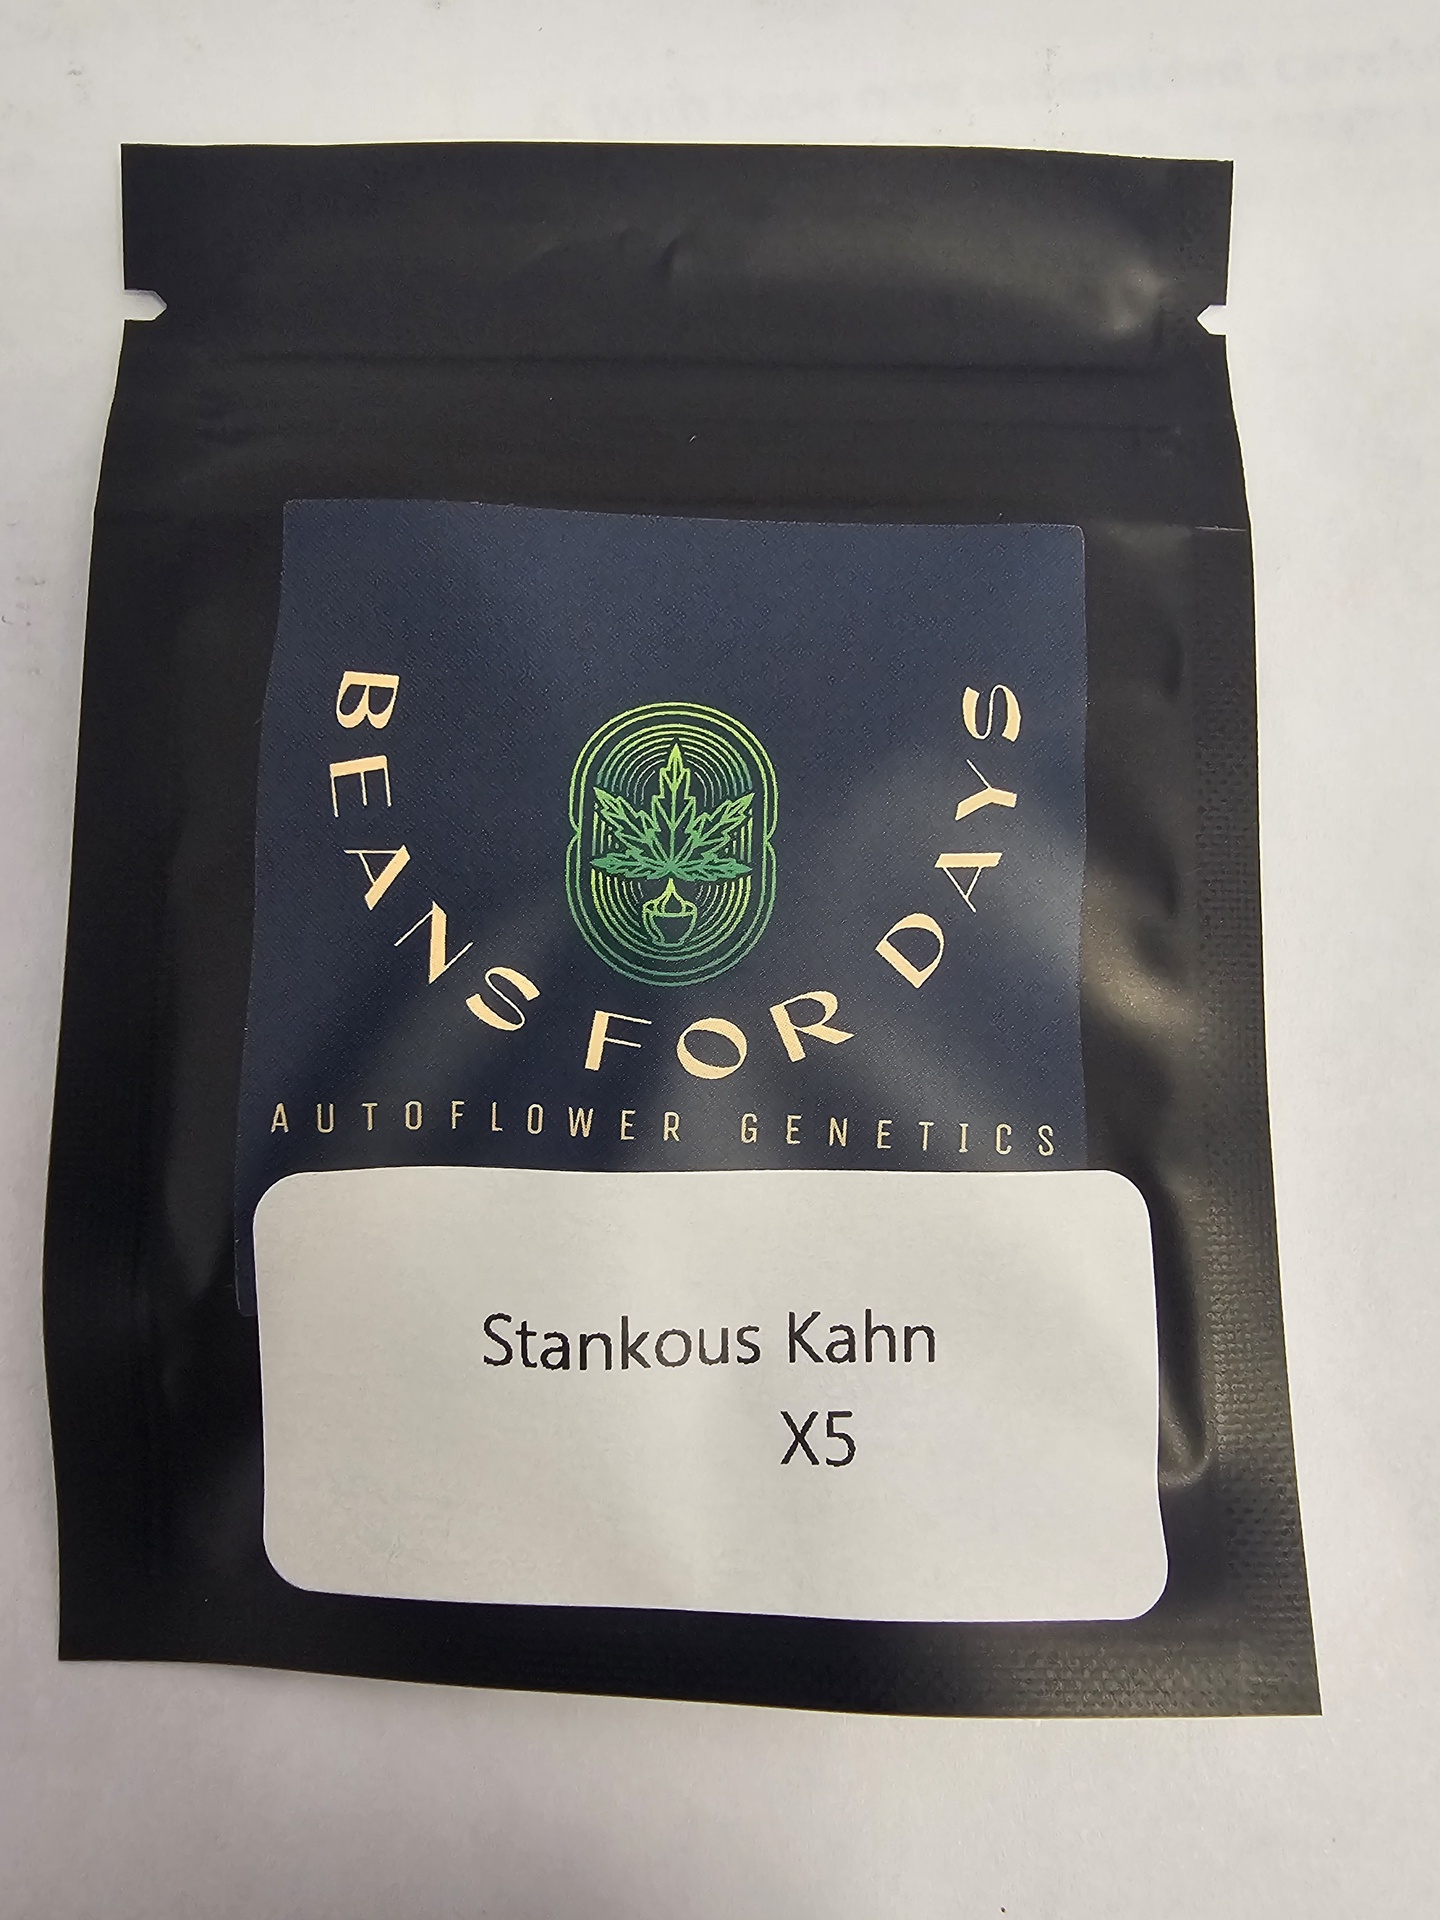 BEANS FOR DAYS
AUTOFLOWER GENETICS
Stankous Kahn
X5